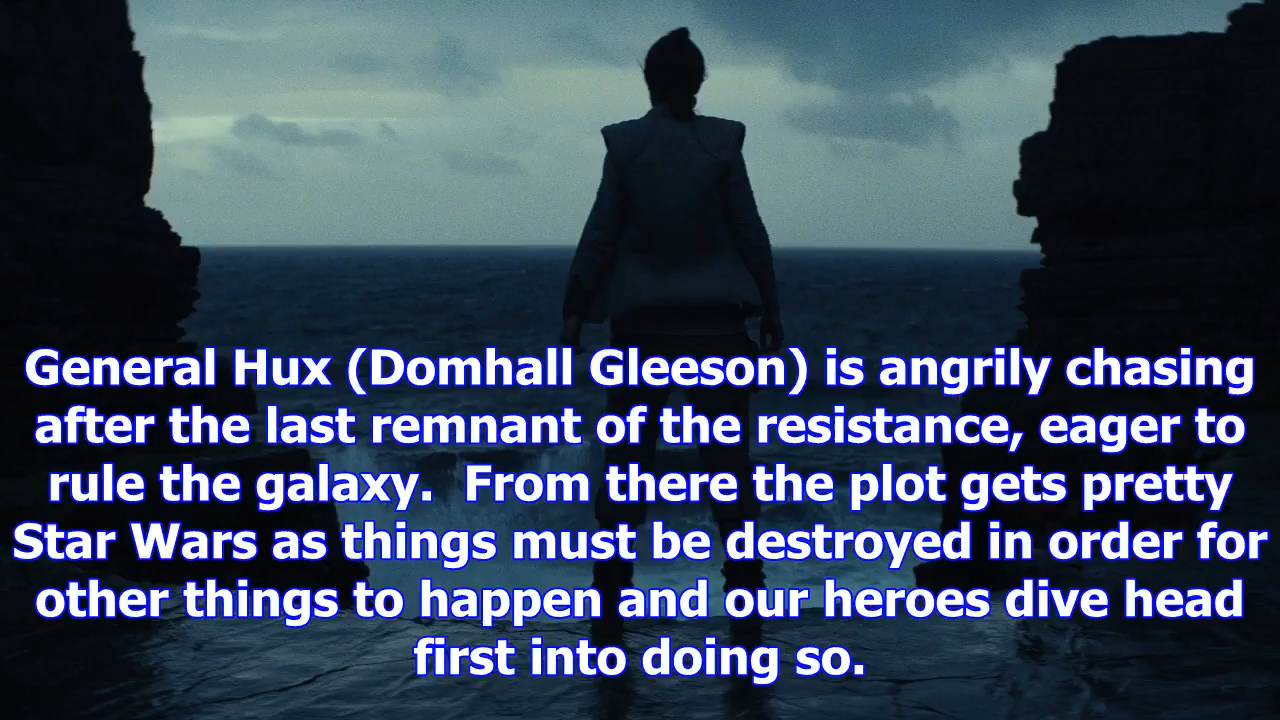 General Hux (Domhall Gleeson) is angrily chasing
after the last remnant of the resistance, eager to
rule the galaxy.  From there the plot gets pretty
Star Wars as things must be destroyed in order for
other things to happen and our heroes dive head
first into doing so.